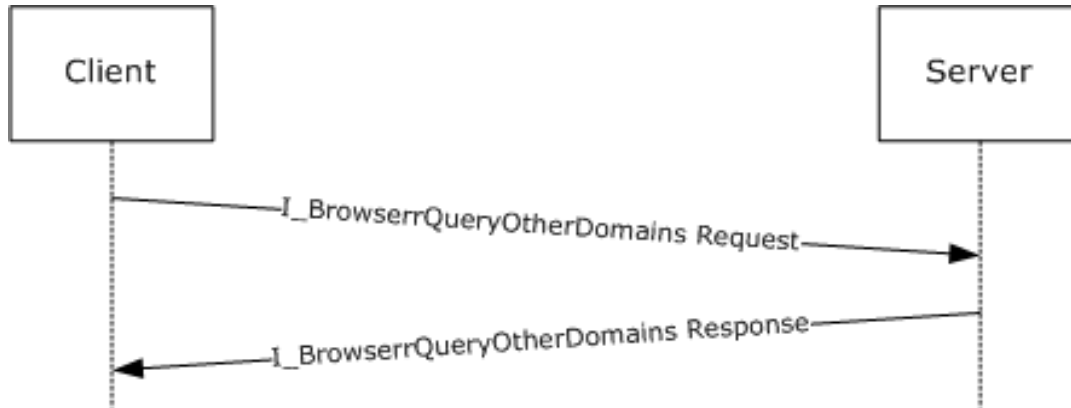 Client
Server
I_BrowserrQueryOtherDomains Request
I_BrowserrQueryOtherDomains Response